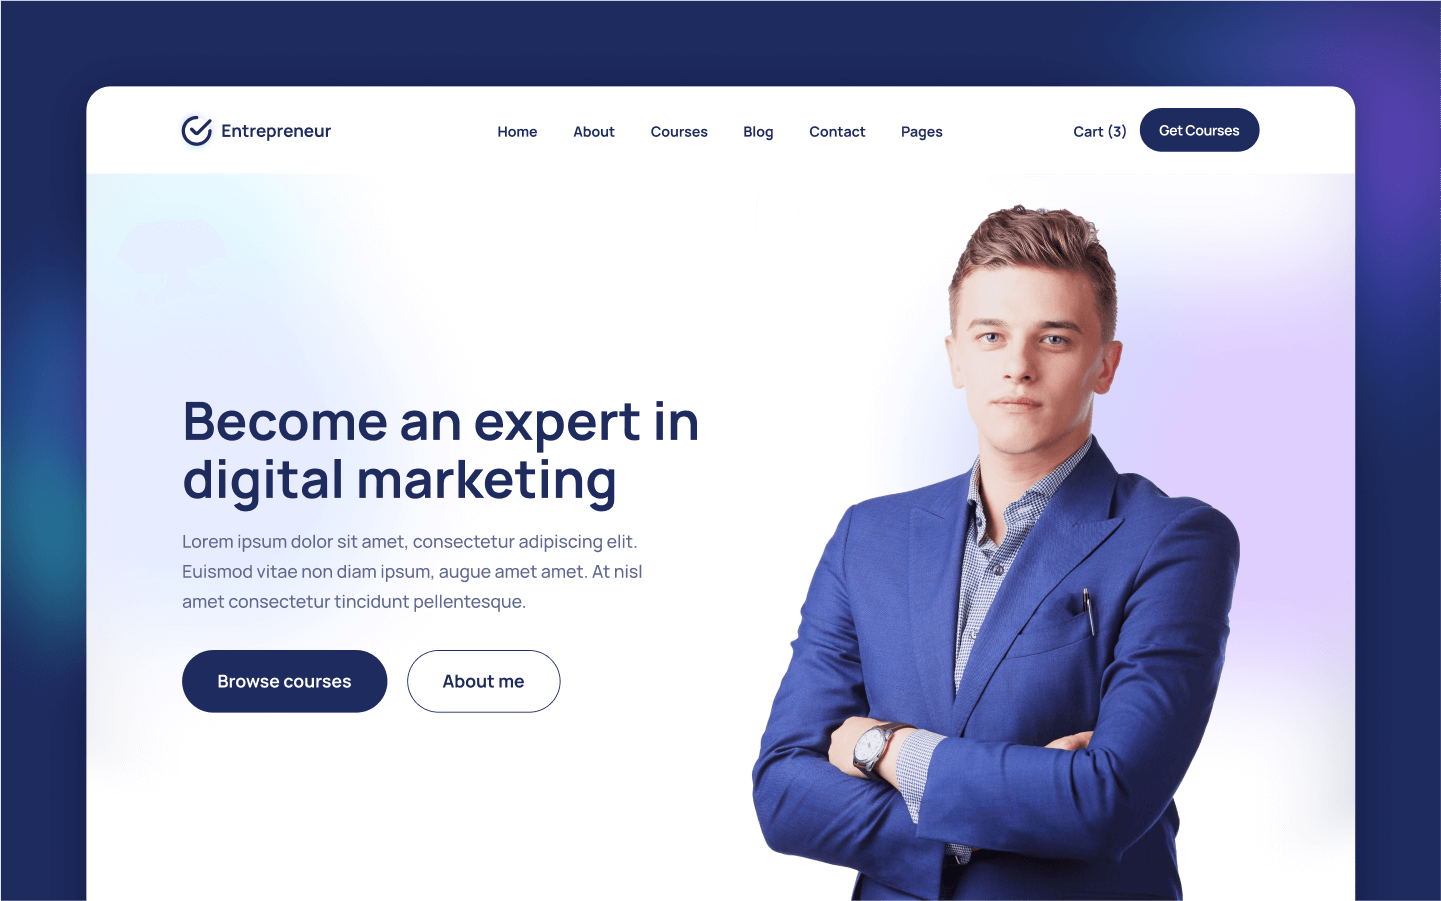 Entrepreneur
Home About Courses Blog Contact Pages
Cart (3) Get Courses
Become an expert in
digital marketing
Lorem ipsum dolor sit amet, consectetur adipiscing elit.
Euismod vitae non diam ipsum, augue amet amet. At nisl
amet consectetur tincidunt pellentesque.
Browse courses About me